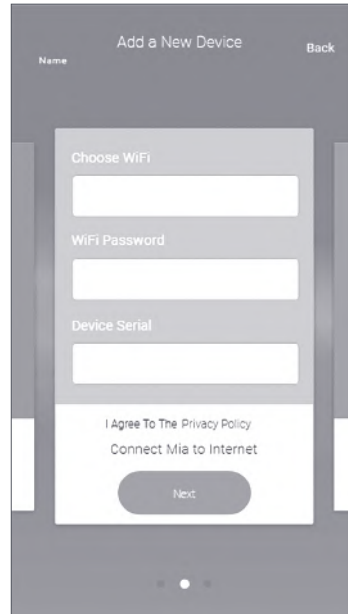 Add a New Device
Back
Name
Choose WiFi
WiFi Password
Device Serial
I Agree To The Privacy Policy
Connect Mia to Internet
Next